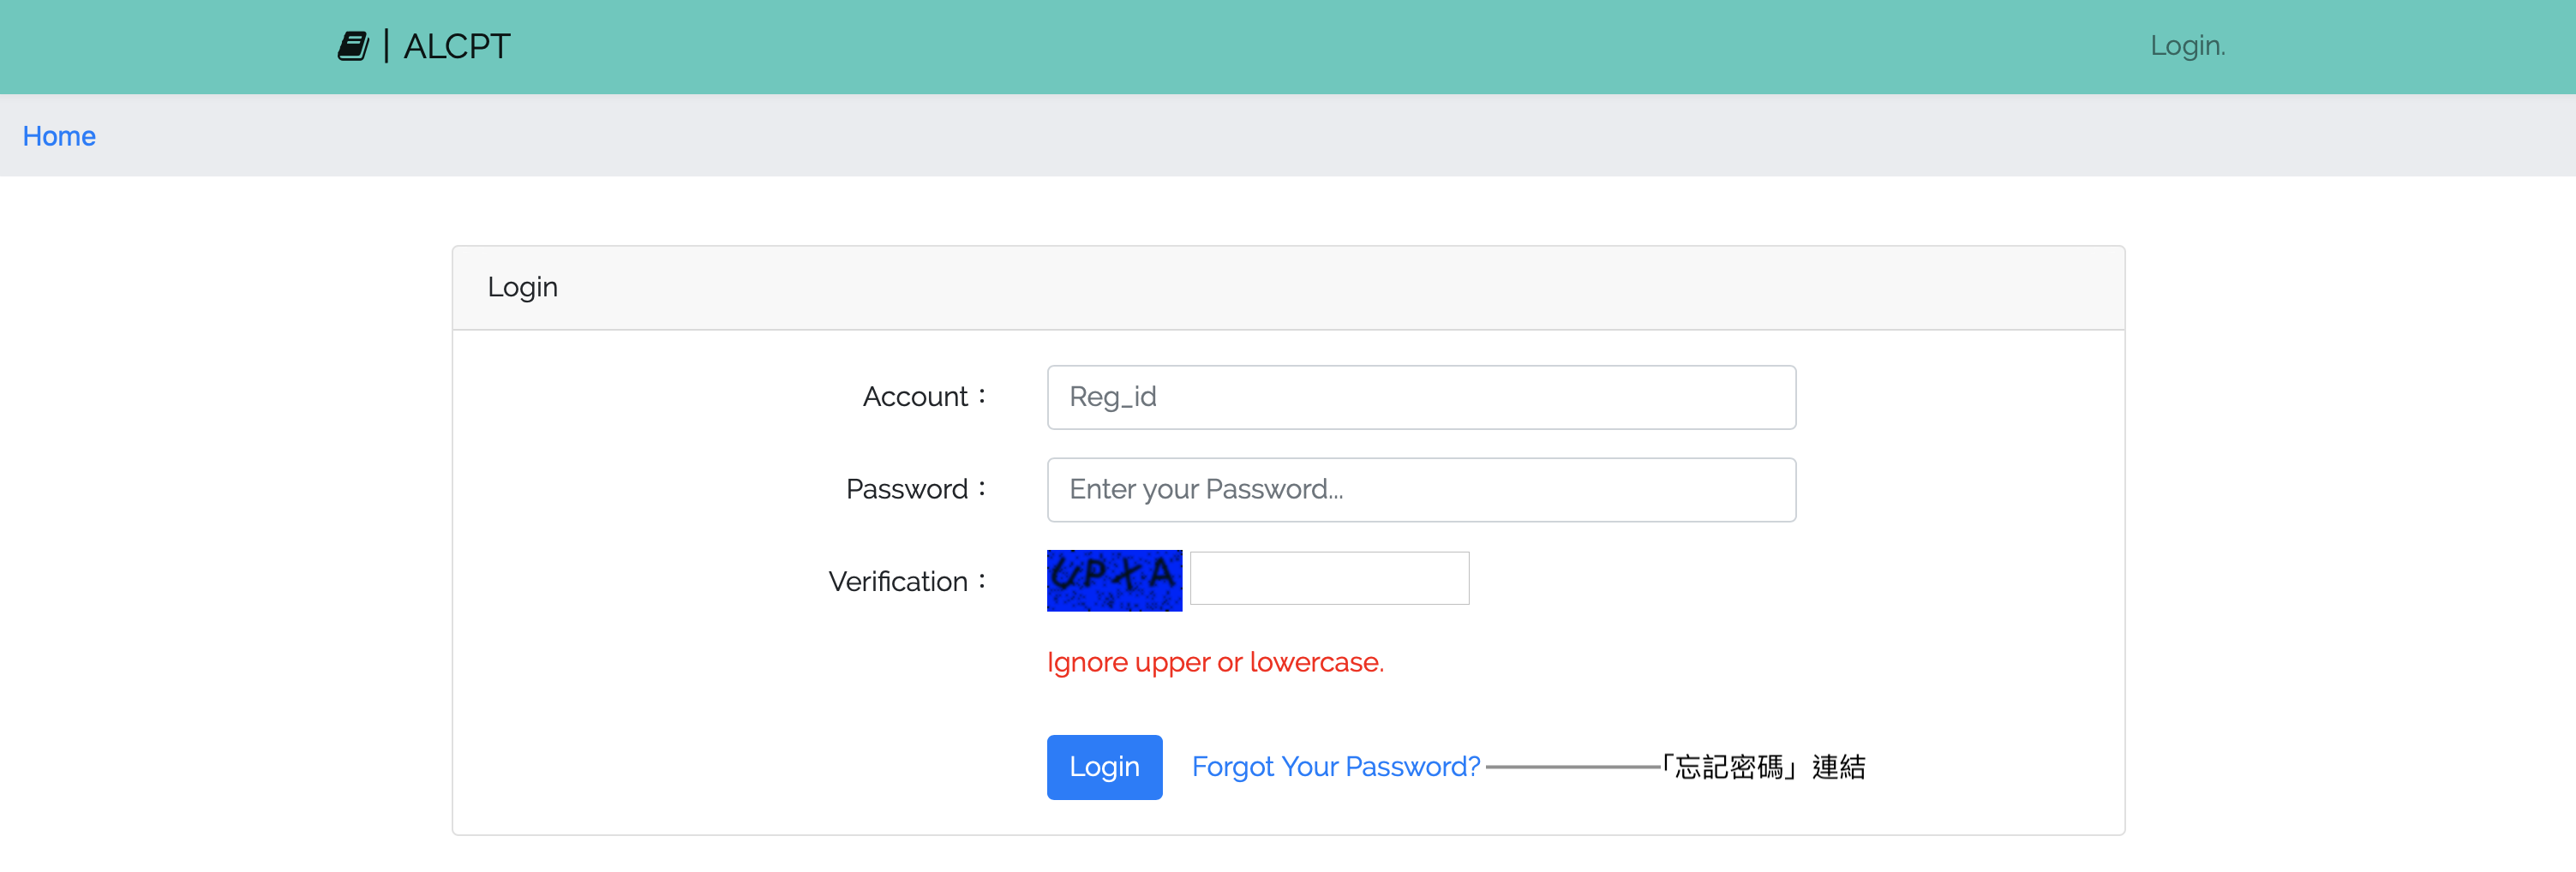 | ALCPT
Login.
Home
Login
Account：
Reg_id
Password：
Enter your Password...
Verification：
UPXA
Ignore upper or lowercase.
Login
Forgot Your Password?
「忘記密碼」連結